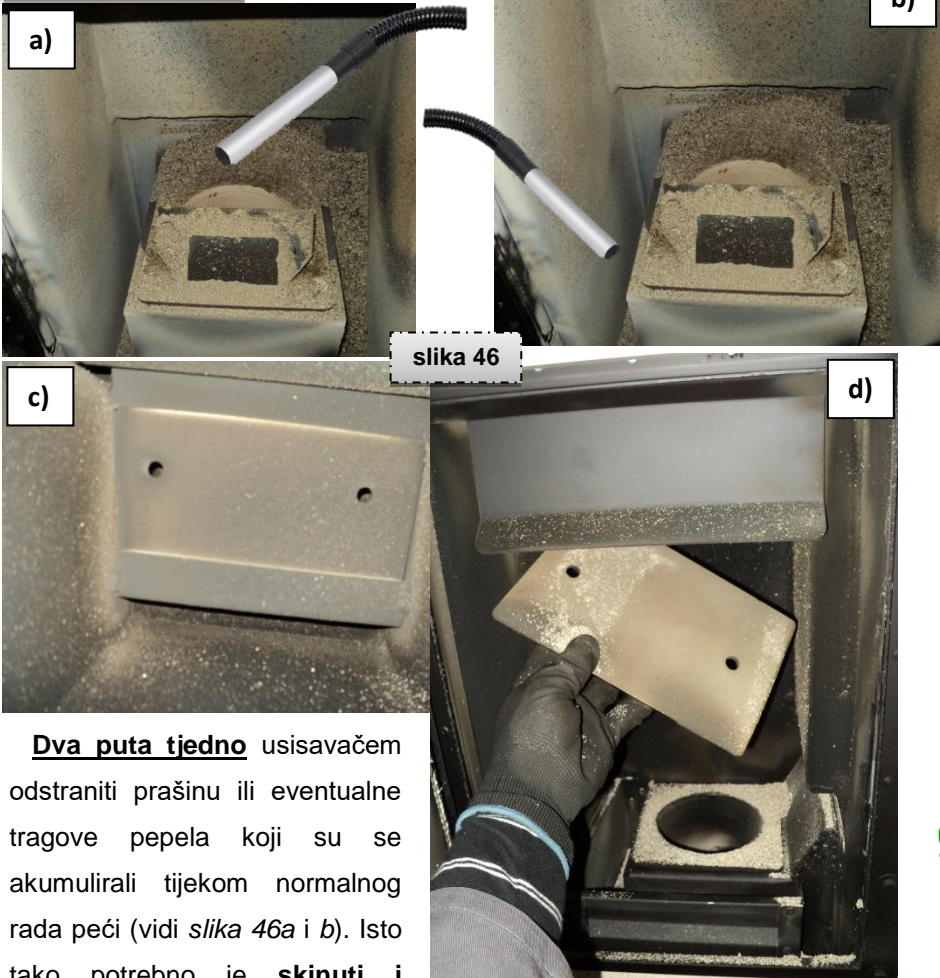 a)
b)
slika 46
c)
d)
Dva puta tjedno usisavačem
odstraniti prašinu ili eventualne
tragove pepela koji su se
akumulirali tijekom normalnog
rada peći (vidi slika 46a i b). Isto
tako potrebno je skinuti i